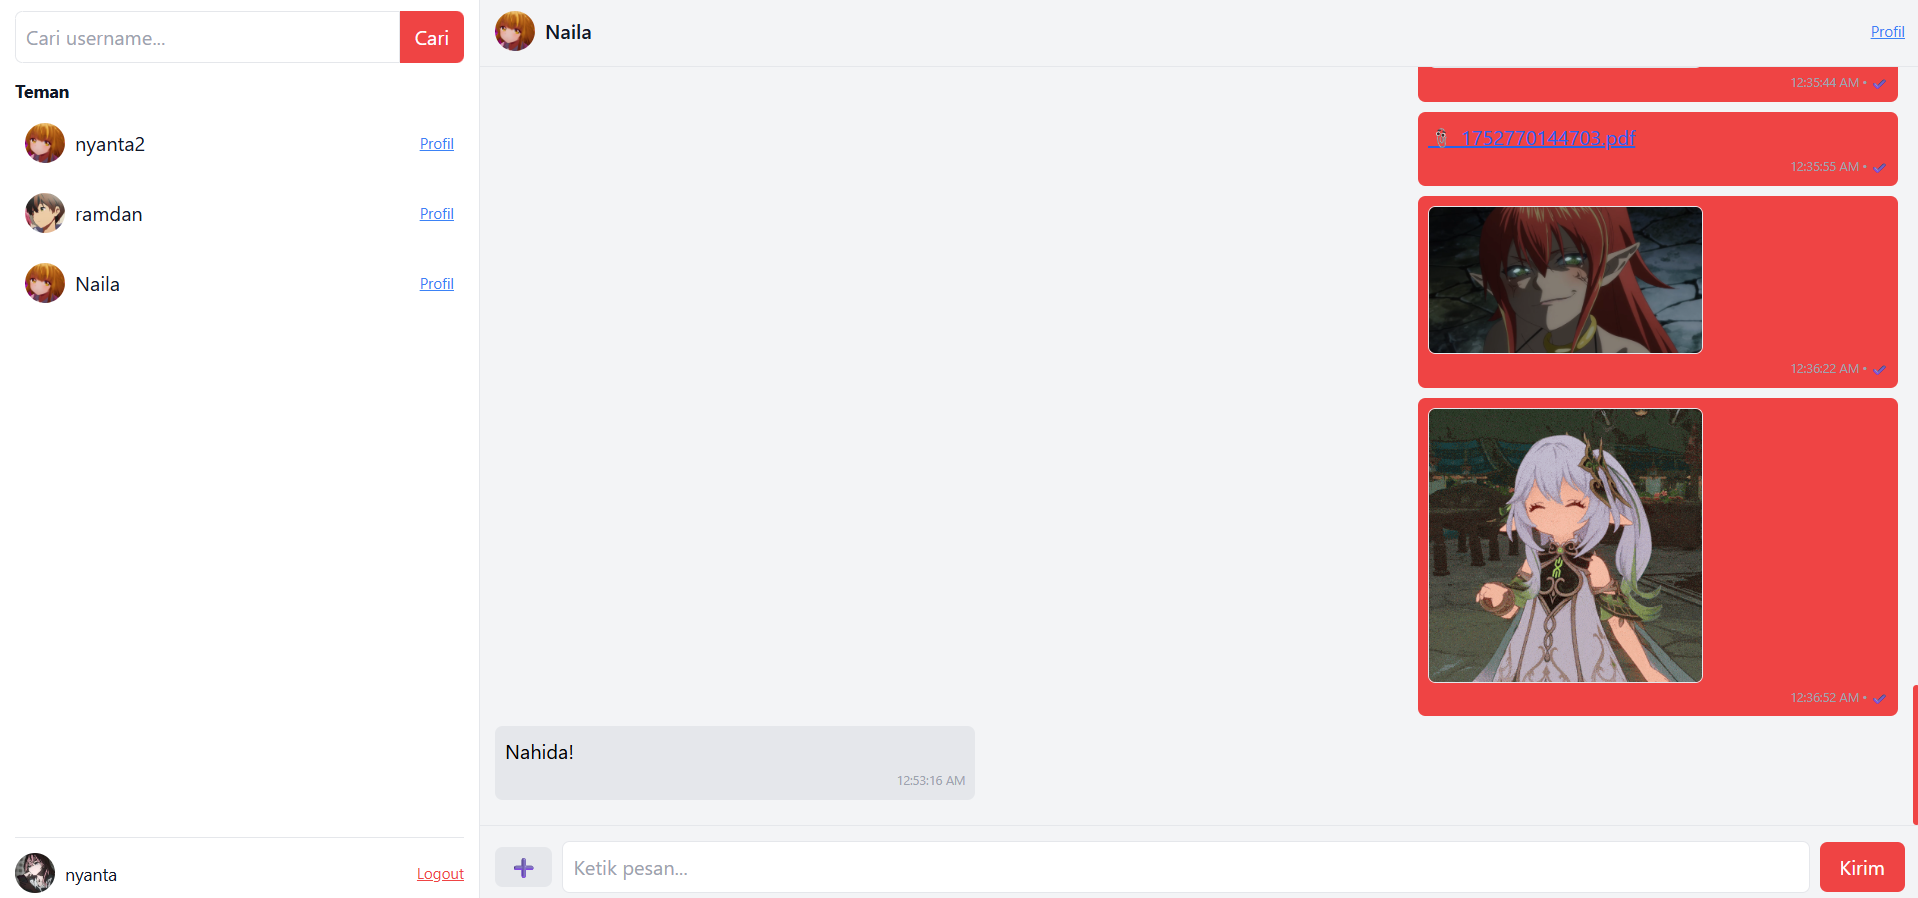 Cari username...
Cari
Teman
nyanta2
Profil
ramdan
Profil
Naila
Profil
nyanta
Logout
Naila
Profil
12:35:44 AM •
1752770144703.pdf
12:35:55 AM •
12:36:22 AM •
12:36:52 AM •
Nahida!
12:53:16 AM
Ketik pesan...
Kirim